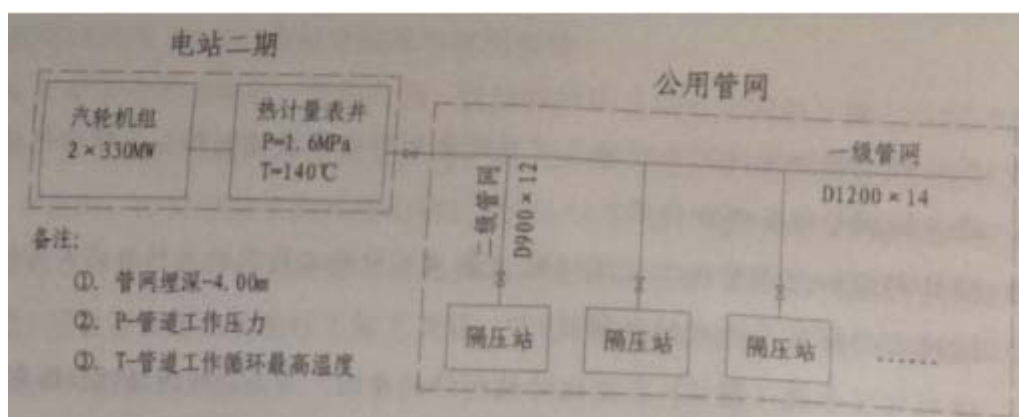 电站二期
汽轮机组
2×330MW
热计量表井
P=1.6MPa
T=140℃
公用管网
一级管网
D1200×14
二级管网
D900×12
隔压站
隔压站
隔压站
......
备注:
①. 管网埋深-4.00m
②. P-管道工作压力
③. T-管道工作循环最高温度